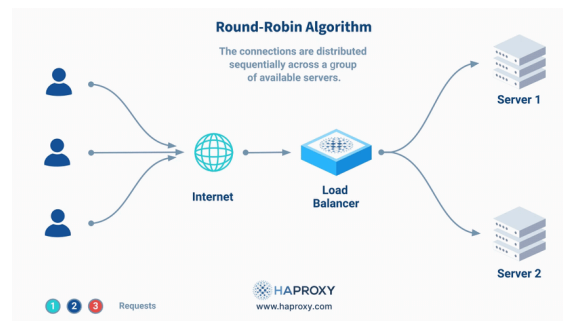 Round-Robin Algorithm
The connections are distributed
sequentially across a group
of available servers.
Server 1
Internet
Load
Balancer
Server 2
HAPROXY
www.haproxy.com
1 2 3 Requests